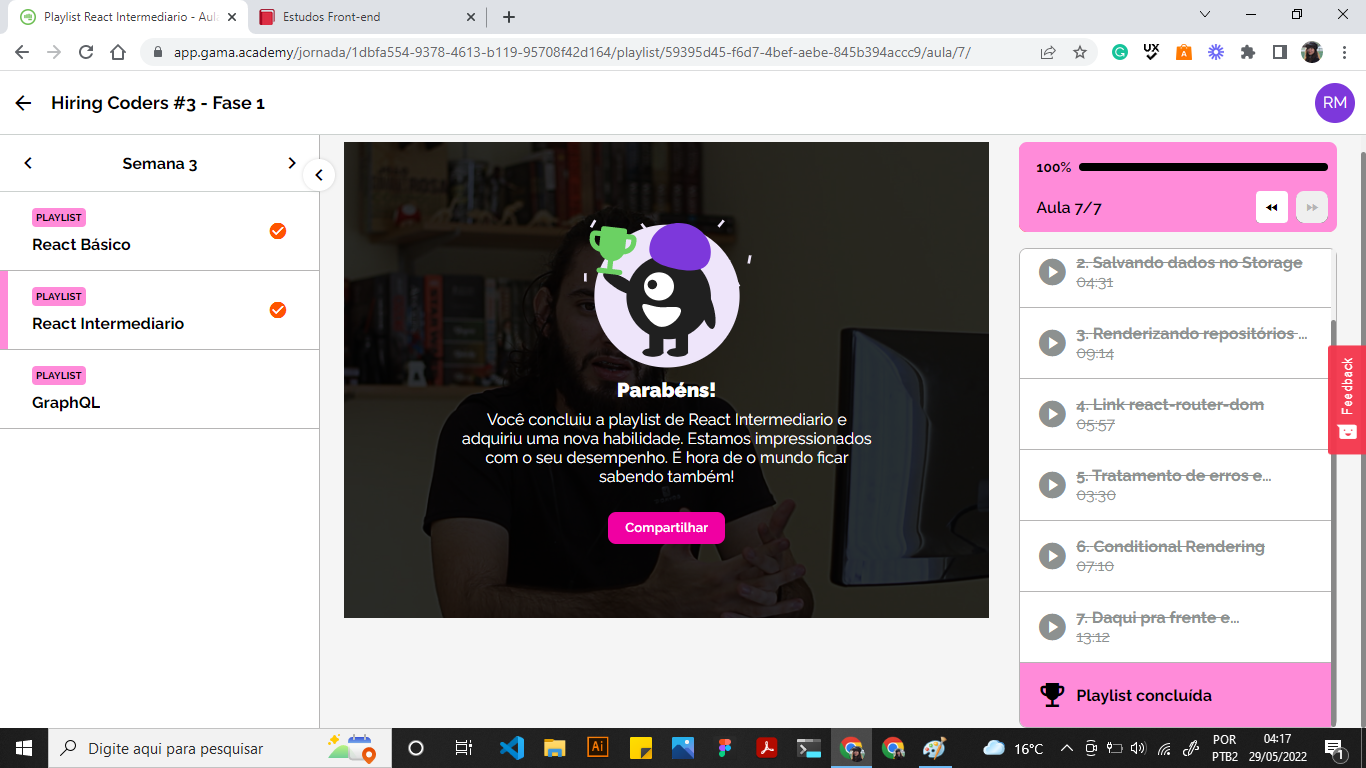 Playlist React Intermediario - Aul
Estudos Front-end
app.gama.academy/jornada/1dbfa554-9378-4613-b119-95708f42d164/playlist/59395d45-f6d7-4bef-aebe-845b394accc9/aula/7/
UX
Hiring Coders #3 - Fase 1
RM
Semana 3
PLAYLIST
React Básico
PLAYLIST
React Intermediario
PLAYLIST
GraphQL
Parabéns!
Você concluiu a playlist de React Intermediario e
adquiriu uma nova habilidade. Estamos impressionados
com o seu desempenho. É hora de o mundo ficar
sabendo também!
Compartilhar
100%
Aula 7/7
2. Salvando dados no Storage
04:31
3. Renderizando repositórios ...
09:14
4. Link react-router-dom
05:57
5. Tratamento de erros e...
03:30
6. Conditional Rendering
07:10
7. Daqui pra frente e...
13:12
Playlist concluída
Feedback
Digite aqui para pesquisar
Ai
16°C
POR
PTB2
04:17
29/05/2022
1